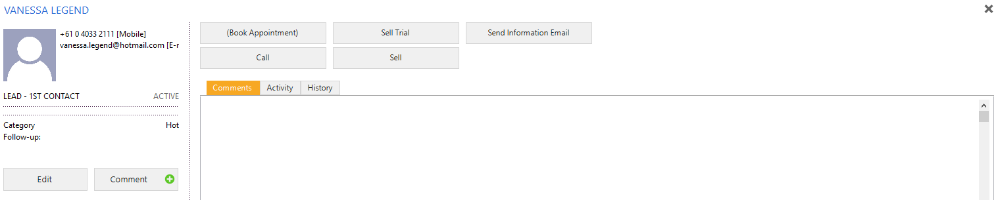 VANESSA LEGEND
+61 0 4033 2111 [Mobile]
vanessa.legend@hotmail.com [E-r
LEAD - 1ST CONTACT ACTIVE
Category Hot
Follow-up:
Edit Comment
(Book Appointment) Sell Trial Send Information Email
Call Sell
Comments Activity History